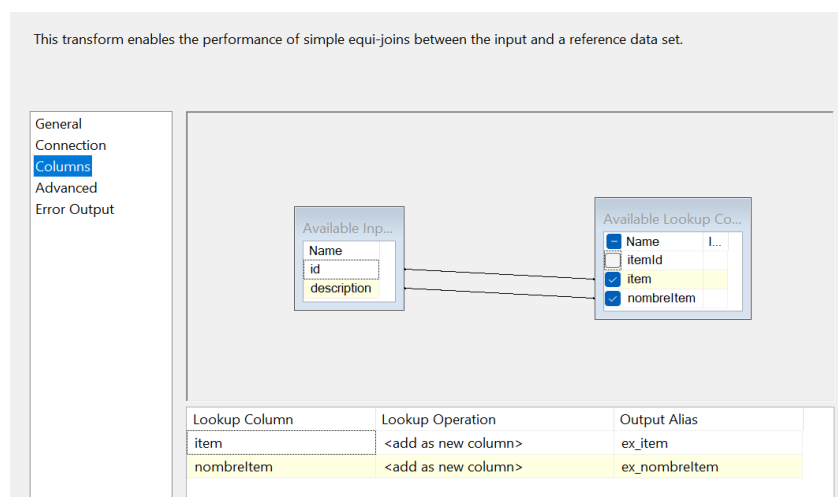 This transform enables the performance of simple equi-joins between the input and a reference data set.
General
Connection
Columns
Advanced
Error Output
Available Inp...
Name
id
description
Available Lookup Co...
Name I...
itemId
item
nombreItem
Lookup Column Lookup Operation Output Alias
item <add as new column> ex_item
nombreItem <add as new column> ex_nombreItem